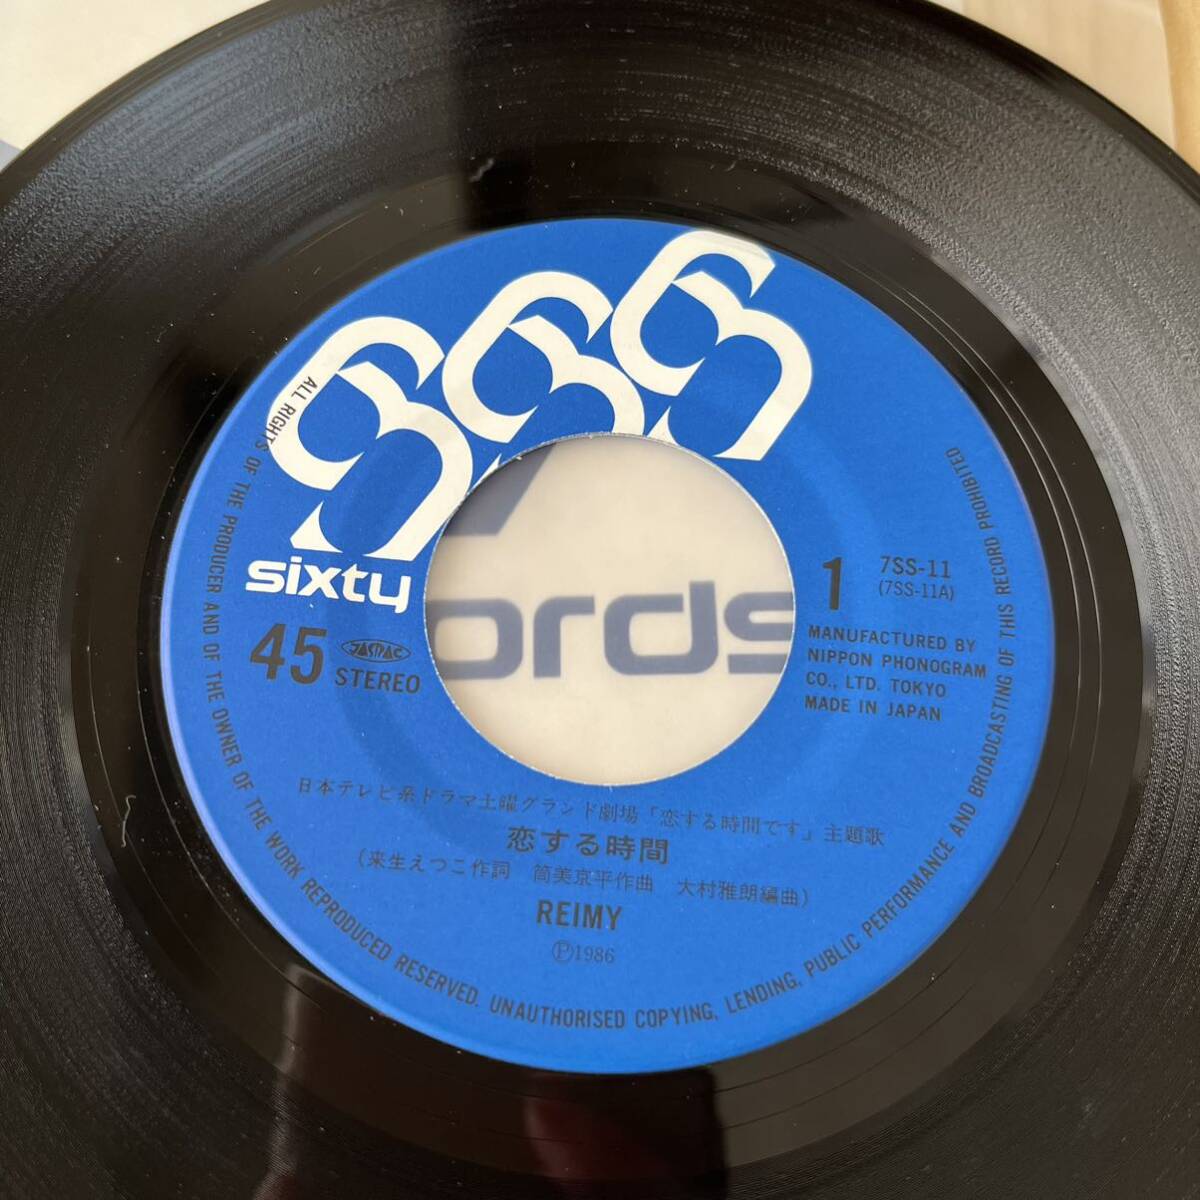 sixty
45
JASRAC
STEREO
1
7SS-11
(7SS-11A)
MANUFACTURED BY
NIPPON PHONOGRAM
CO., LTD. TOKYO
MADE IN JAPAN
ords
日本テレビ系ドラマ土曜グランド劇場「恋する時間です」主題歌
恋する時間
(来生えつこ作詞 筒美京平作曲 大村雅朗編曲)
REIMY
Ⓟ1986
ALL RIGHTS OF THE PRODUCER AND OF THE OWNER OF THE WORK REPRODUCED RESERVED. UNAUTHORISED COPYING, LENDING, PUBLIC PERFORMANCE AND BROADCASTING OF THIS RECORD PROHIBITED